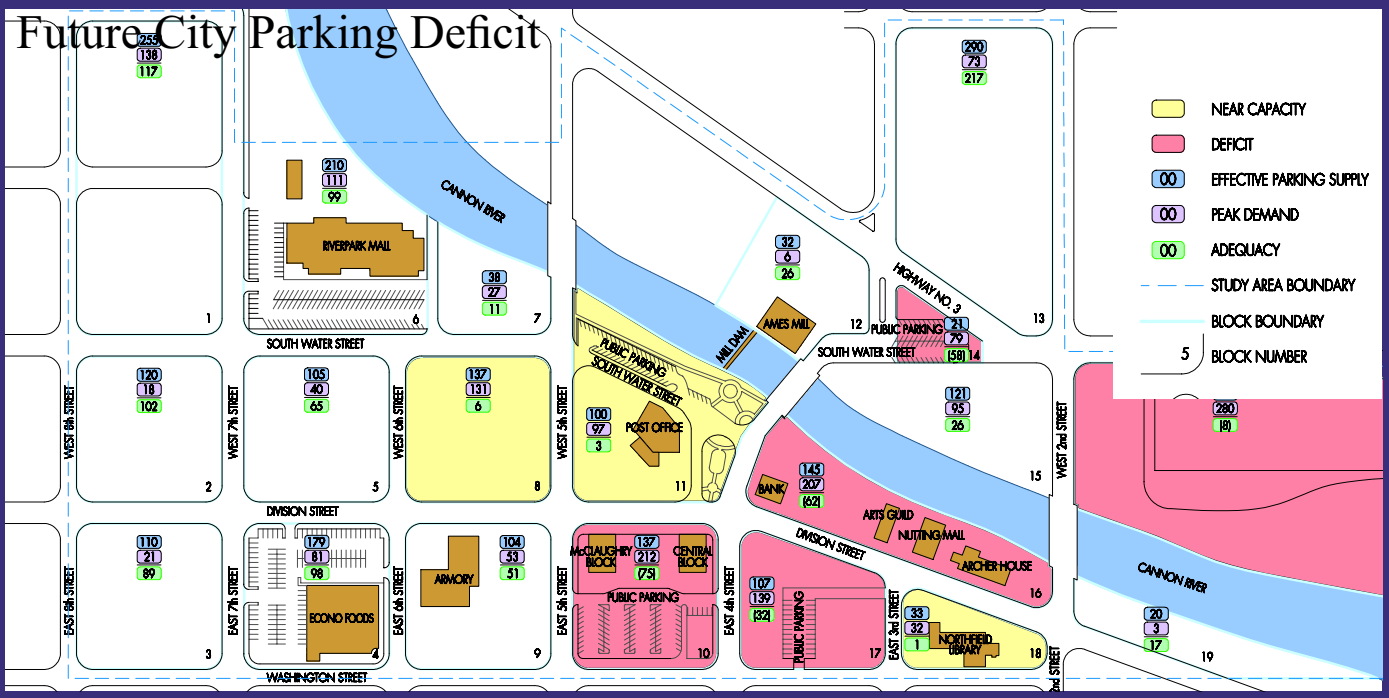 Future City Parking Deficit
255
138
117
290
73
217
NEAR CAPACITY
DEFICIT
00 EFFECTIVE PARKING SUPPLY
00 PEAK DEMAND
00 ADEQUACY
STUDY AREA BOUNDARY
BLOCK BOUNDARY
5 BLOCK NUMBER
210
111
99
CANNON RIVER
RIVERPARK MALL
38
27
11
1
6
7
SOUTH WATER STREET
32
6
26
AMES MILL
MILL DAM
12
HIGHWAY NO. 3
13
PUBLIC PARKING
21
79
(58)
14
SOUTH WATER STREET
PUBLIC PARKING
SOUTH WATER STREET
WEST 8th STREET
120
18
102
2
WEST 7th STREET
105
40
65
5
WEST 6th STREET
137
131
6
8
WEST 5th STREET
100
97
3
POST OFFICE
11
121
95
26
15
WEST 2nd STREET
280
(8)
BANK
145
207
(62)
ARTS GUILD
NUTTING MALL
ARCHER HOUSE
16
DIVISION STREET
DIVISION STREET
EAST 8th STREET
110
21
89
3
EAST 7th STREET
179
81
98
ECONO FOODS
4
EAST 6th STREET
ARMORY
104
53
51
9
EAST 5th STREET
McCLAUGHRY
BLOCK
137
212
(75)
CENTRAL
BLOCK
PUBLIC PARKING
10
EAST 4th STREET
107
139
(32)
PUBLIC PARKING
17
EAST 3rd STREET
33
32
1
NORTHFIELD
LIBRARY
18
2nd STREET
CANNON RIVER
20
3
17
19
WASHINGTON STREET